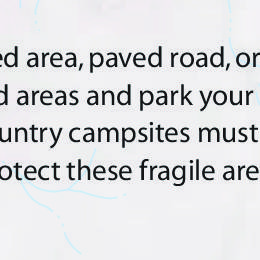 ed area, paved road, or
d areas and park your
untry campsites must
otect these fragile are